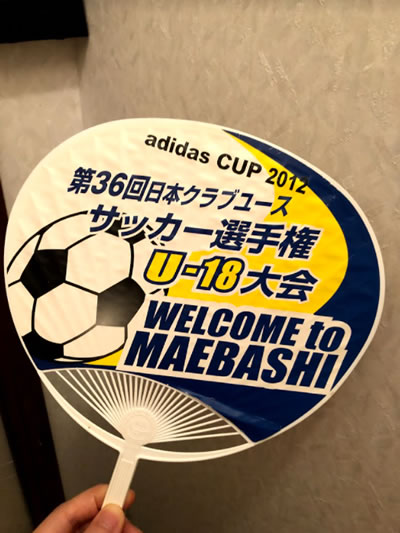 adidas CUP 2012
第36回日本クラブユース
サッカー選手権
U-18大会
WELCOME to
MAEBASHI